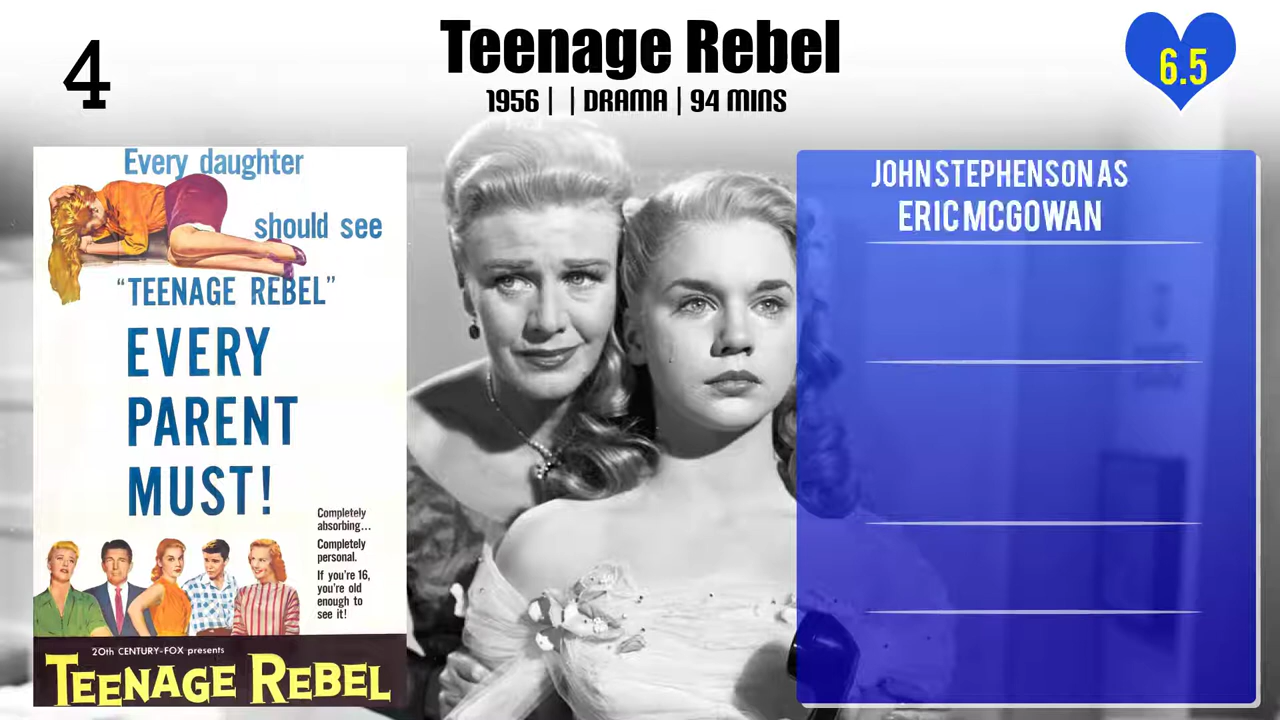 4
Teenage Rebel
1956 | | DRAMA | 94 MINS
6.5
Every daughter
should see
"TEENAGE REBEL"
EVERY
PARENT
MUST!
Completely
absorbing...
Completely
personal.
If you're 16,
you're old
enough to
see it!
20th CENTURY-FOX presents
TEENAGE REBEL
JOHN STEPHENSON AS
ERIC MCGOWAN